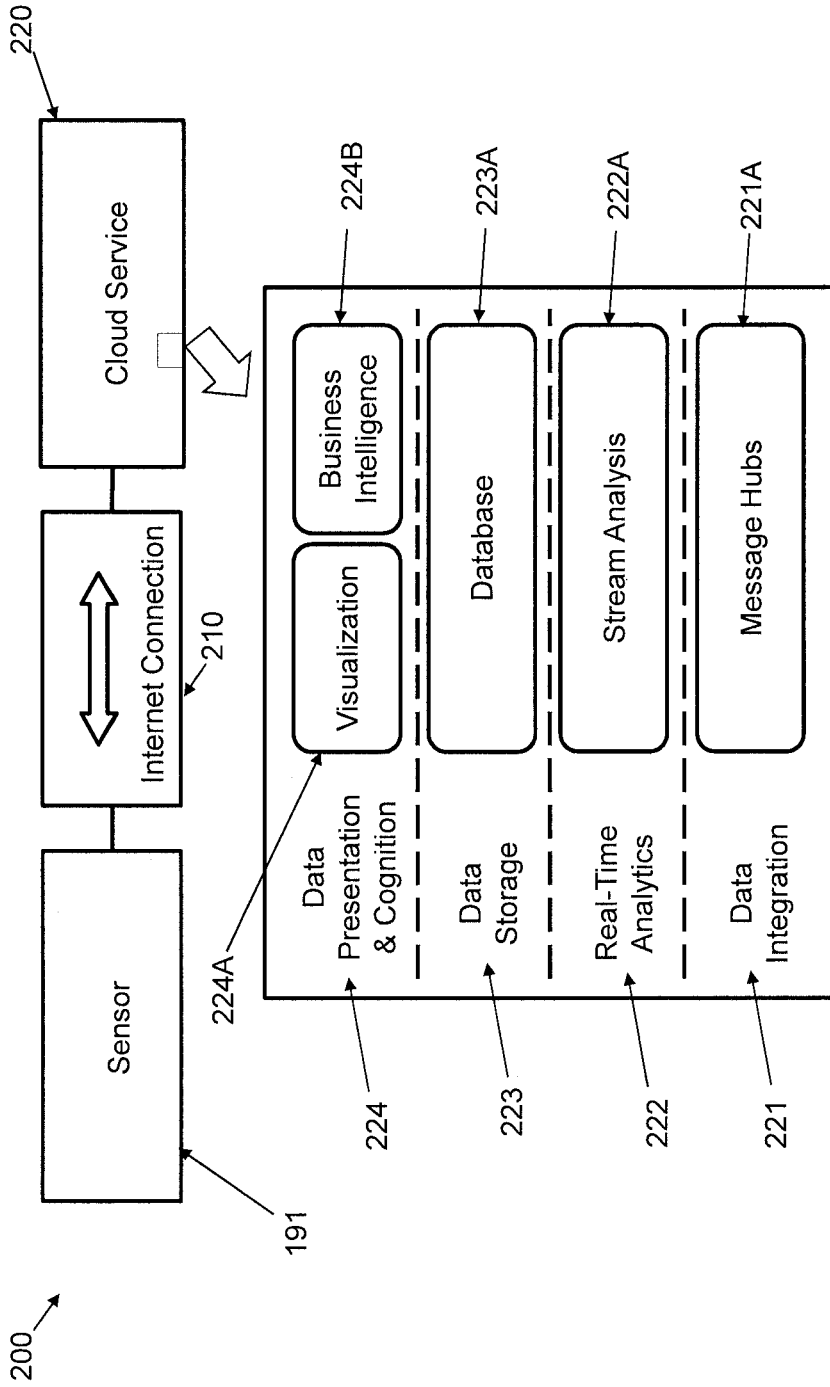 200
191
Sensor
Internet Connection
210
Cloud Service
220
224
Data
Presentation
& Cognition
224A
Visualization
Business
Intelligence
224B
223
Data
Storage
Database
223A
222
Real-Time
Analytics
Stream Analysis
222A
221
Data
Integration
Message Hubs
221A